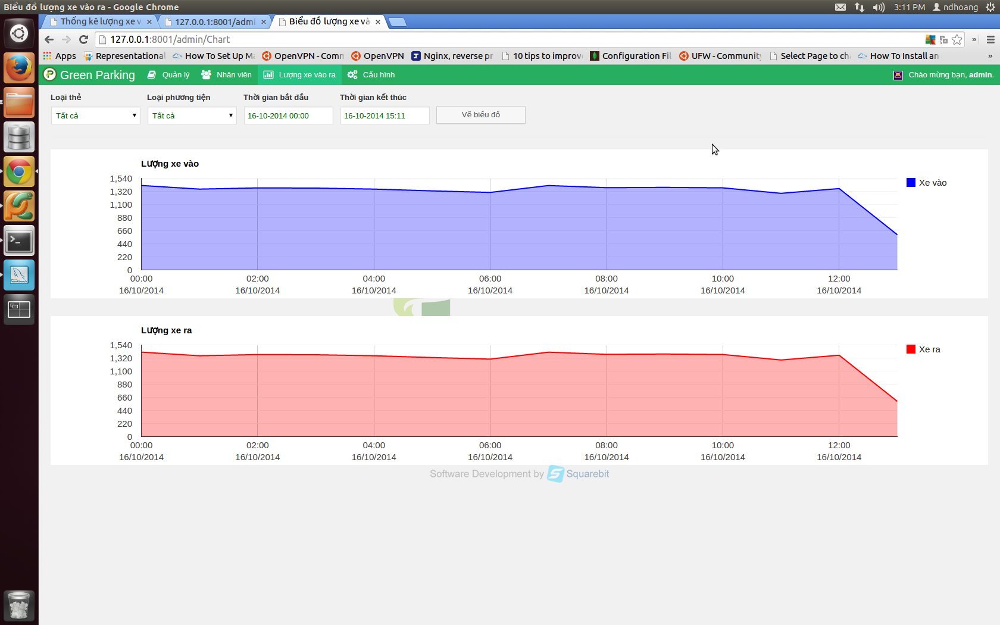 Biểu đồ lượng xe vào ra - Google Chrome
3:11 PM ndhoang
Thống kê lượng xe v
127.0.0.1:8001/admi
Biểu đồ lượng xe và
127.0.0.1:8001/admin/Chart
Apps Representational How To Set Up M OpenVPN - Comm OpenVPN Nginx, reverse pr 10 tips to improv Configuration Fil UFW - Community Select Page to ch How To Install an
Green Parking Quản lý Nhân viên Lượng xe vào ra Cấu hình Chào mừng bạn, admin.
Loại thẻ Loại phương tiện Thời gian bắt đầu Thời gian kết thúc
Tất cả Tất cả 16-10-2014 00:00 16-10-2014 15:11 Vẽ biểu đồ
Lượng xe vào
1,540
1,320
1,100
880
660
440
220
0
Xe vào
00:00 02:00 04:00 06:00 08:00 10:00 12:00
16/10/2014 16/10/2014 16/10/2014 16/10/2014 16/10/2014 16/10/2014 16/10/2014
Lượng xe ra
1,540
1,320
1,100
880
660
440
220
0
Xe ra
00:00 02:00 04:00 06:00 08:00 10:00 12:00
16/10/2014 16/10/2014 16/10/2014 16/10/2014 16/10/2014 16/10/2014 16/10/2014
Software Development by Squarebit